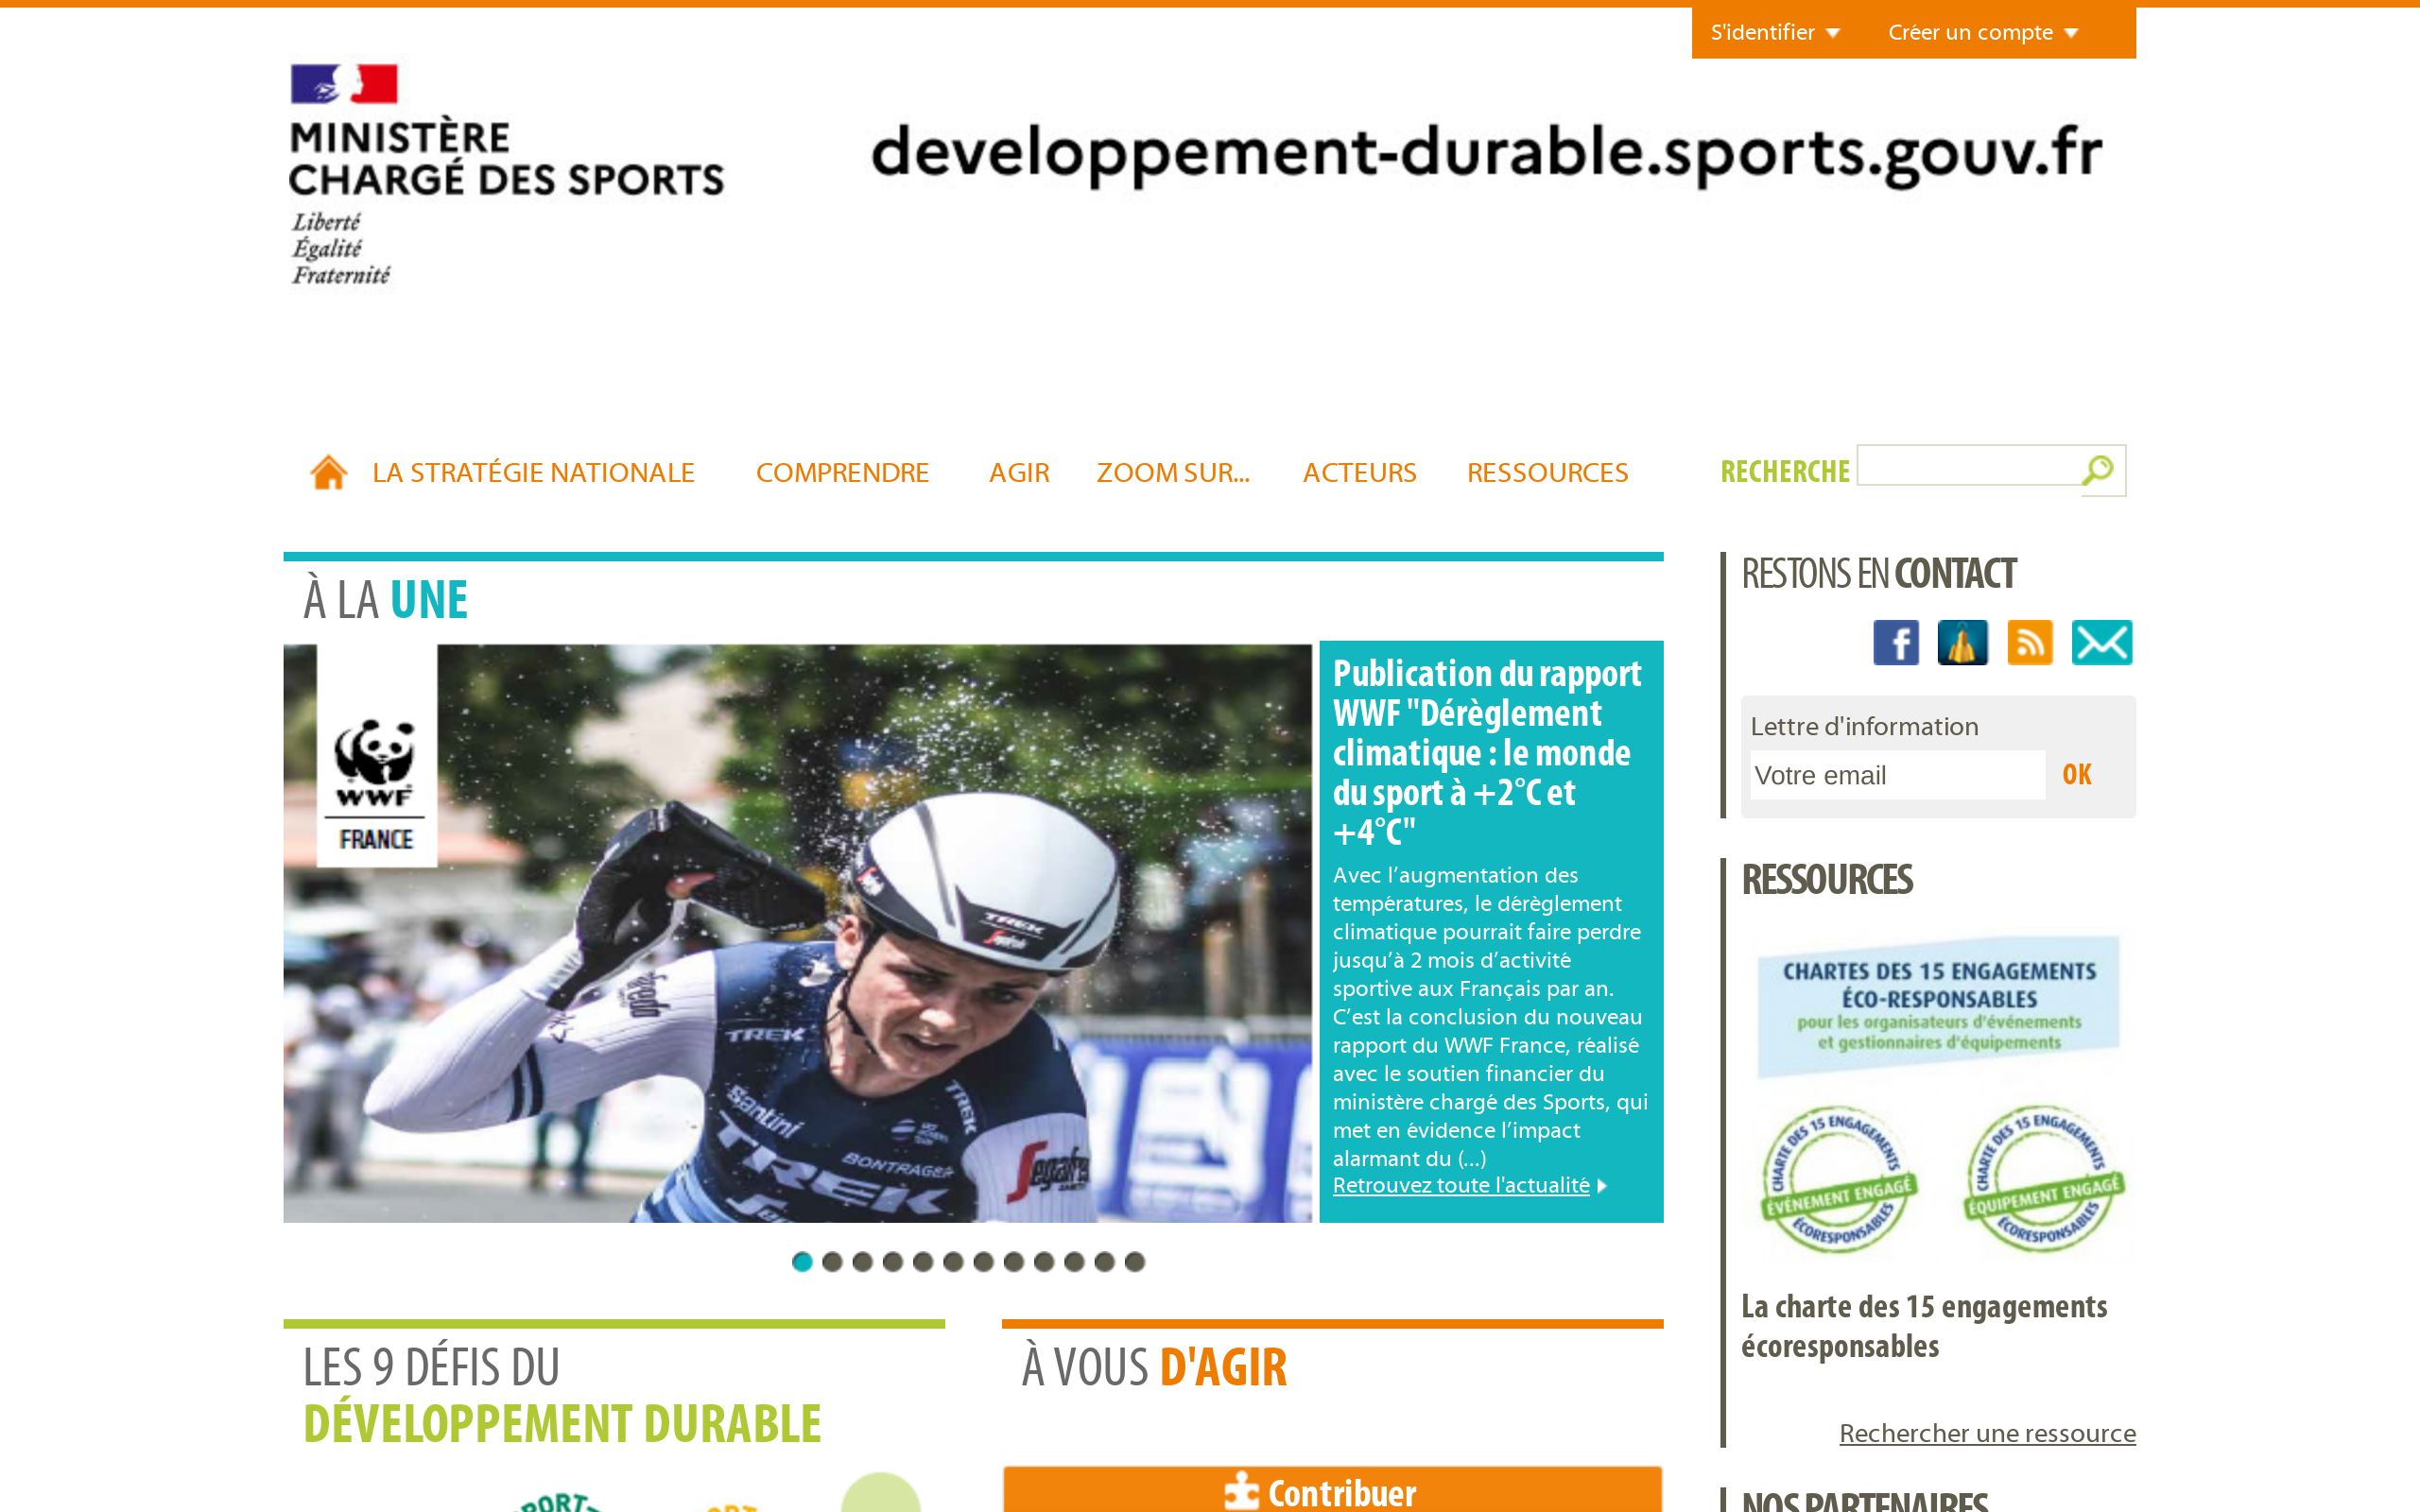 S'identifier
Créer un compte
MINISTÈRE
CHARGÉ DES SPORTS
Liberté
Égalité
Fraternité
developpement-durable.sports.gouv.fr
LA STRATÉGIE NATIONALE
COMPRENDRE
AGIR
ZOOM SUR...
ACTEURS
RESSOURCES
RECHERCHE
À LA UNE
WWF
FRANCE
TREK
TREK
Santini
TREK
BONTRAGER
TREK
Segafredo
Publication du rapport
WWF "Dérèglement
climatique : le monde
du sport à +2°C et
+4°C"
Avec l’augmentation des
températures, le dérèglement
climatique pourrait faire perdre
jusqu’à 2 mois d’activité
sportive aux Français par an.
C’est la conclusion du nouveau
rapport du WWF France, réalisé
avec le soutien financier du
ministère chargé des Sports, qui
met en évidence l’impact
alarmant du (...)
Retrouvez toute l'actualité
LES 9 DÉFIS DU
DÉVELOPPEMENT DURABLE
À VOUS D'AGIR
Contribuer
RESTONS EN CONTACT
Lettre d'information
Votre email
OK
RESSOURCES
CHARTES DES 15 ENGAGEMENTS
ÉCO-RESPONSABLES
pour les organisateurs d'événements
et gestionnaires d'équipements
CHARTE DES 15 ENGAGEMENTS
ÉVÉNEMENT ENGAGÉ
ÉCORESPONSABLES
CHARTE DES 15 ENGAGEMENTS
ÉQUIPEMENT ENGAGÉ
ÉCORESPONSABLES
La charte des 15 engagements
écoresponsables
Rechercher une ressource
NOS PARTENAIRES